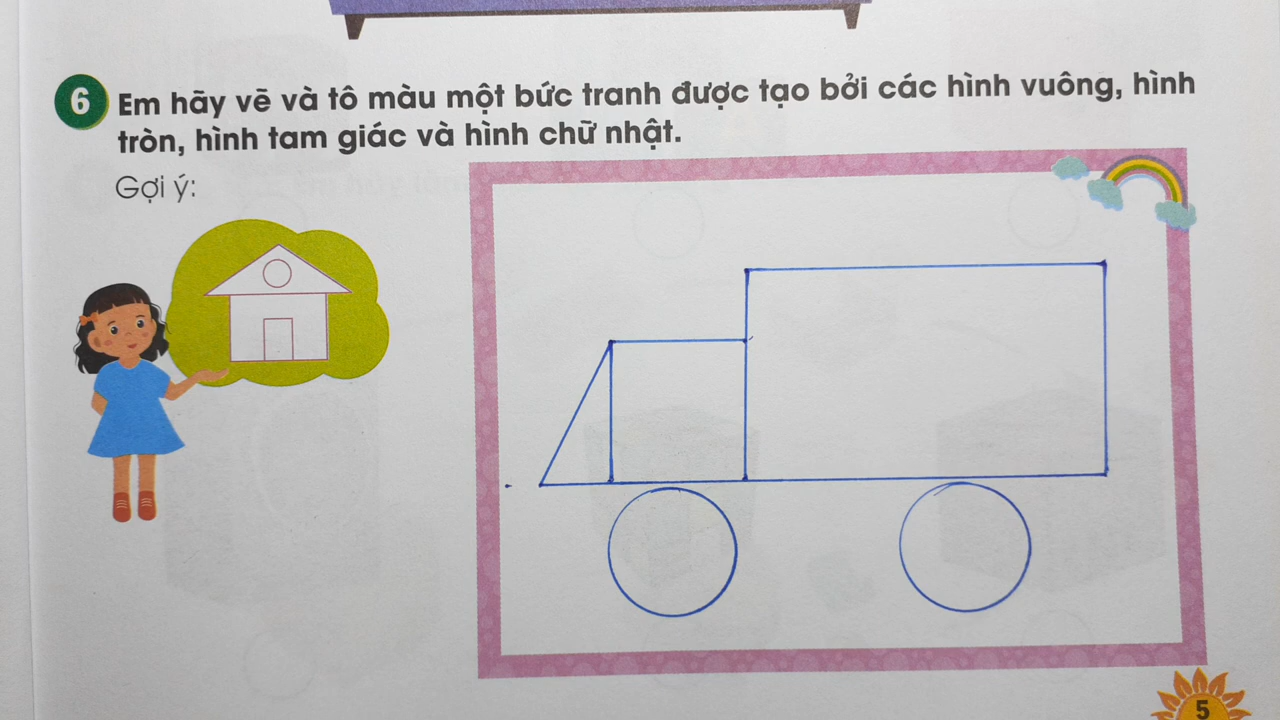 6 Em hãy vẽ và tô màu một bức tranh được tạo bởi các hình vuông, hình
tròn, hình tam giác và hình chữ nhật.
Gợi ý:
5